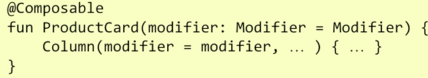 @Composable
fun ProductCard(modifier: Modifier = Modifier) {
    Column(modifier = modifier, … ) { … }
}